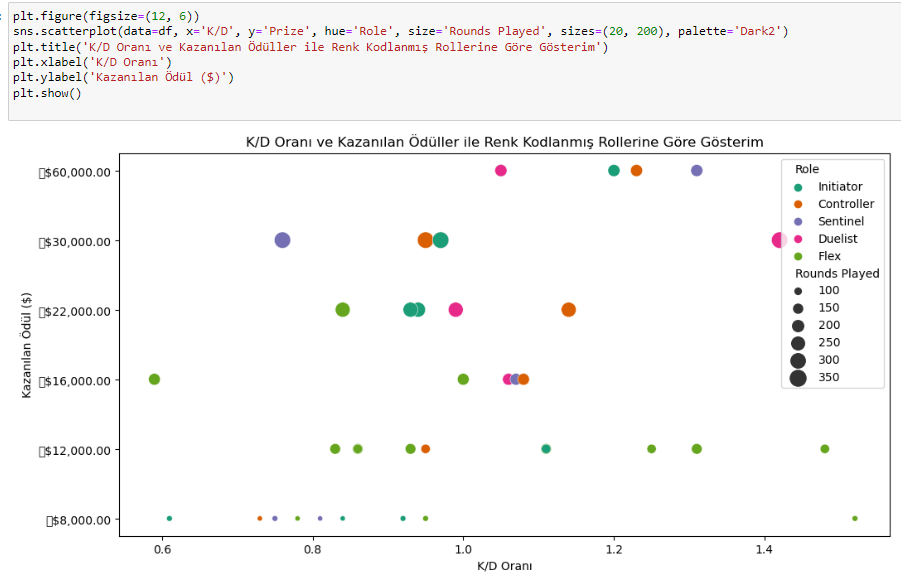 plt.figure(figsize=(12, 6))
sns.scatterplot(data=df, x='K/D', y='Prize', hue='Role', size='Rounds Played', sizes=(20, 200), palette='Dark2')
plt.title('K/D Oranı ve Kazanılan Ödüller ile Renk Kodlanmış Rollerine Göre Gösterim')
plt.xlabel('K/D Oranı')
plt.ylabel('Kazanılan Ödül ($)')
plt.show()
K/D Oranı ve Kazanılan Ödüller ile Renk Kodlanmış Rollerine Göre Gösterim
Kazanılan Ödül ($)
$60,000.00
$30,000.00
$22,000.00
$16,000.00
$12,000.00
$8,000.00
Role
Initiator
Controller
Sentinel
Duelist
Flex
Rounds Played
100
150
200
250
300
350
0.6 0.8 1.0 1.2 1.4
K/D Oranı